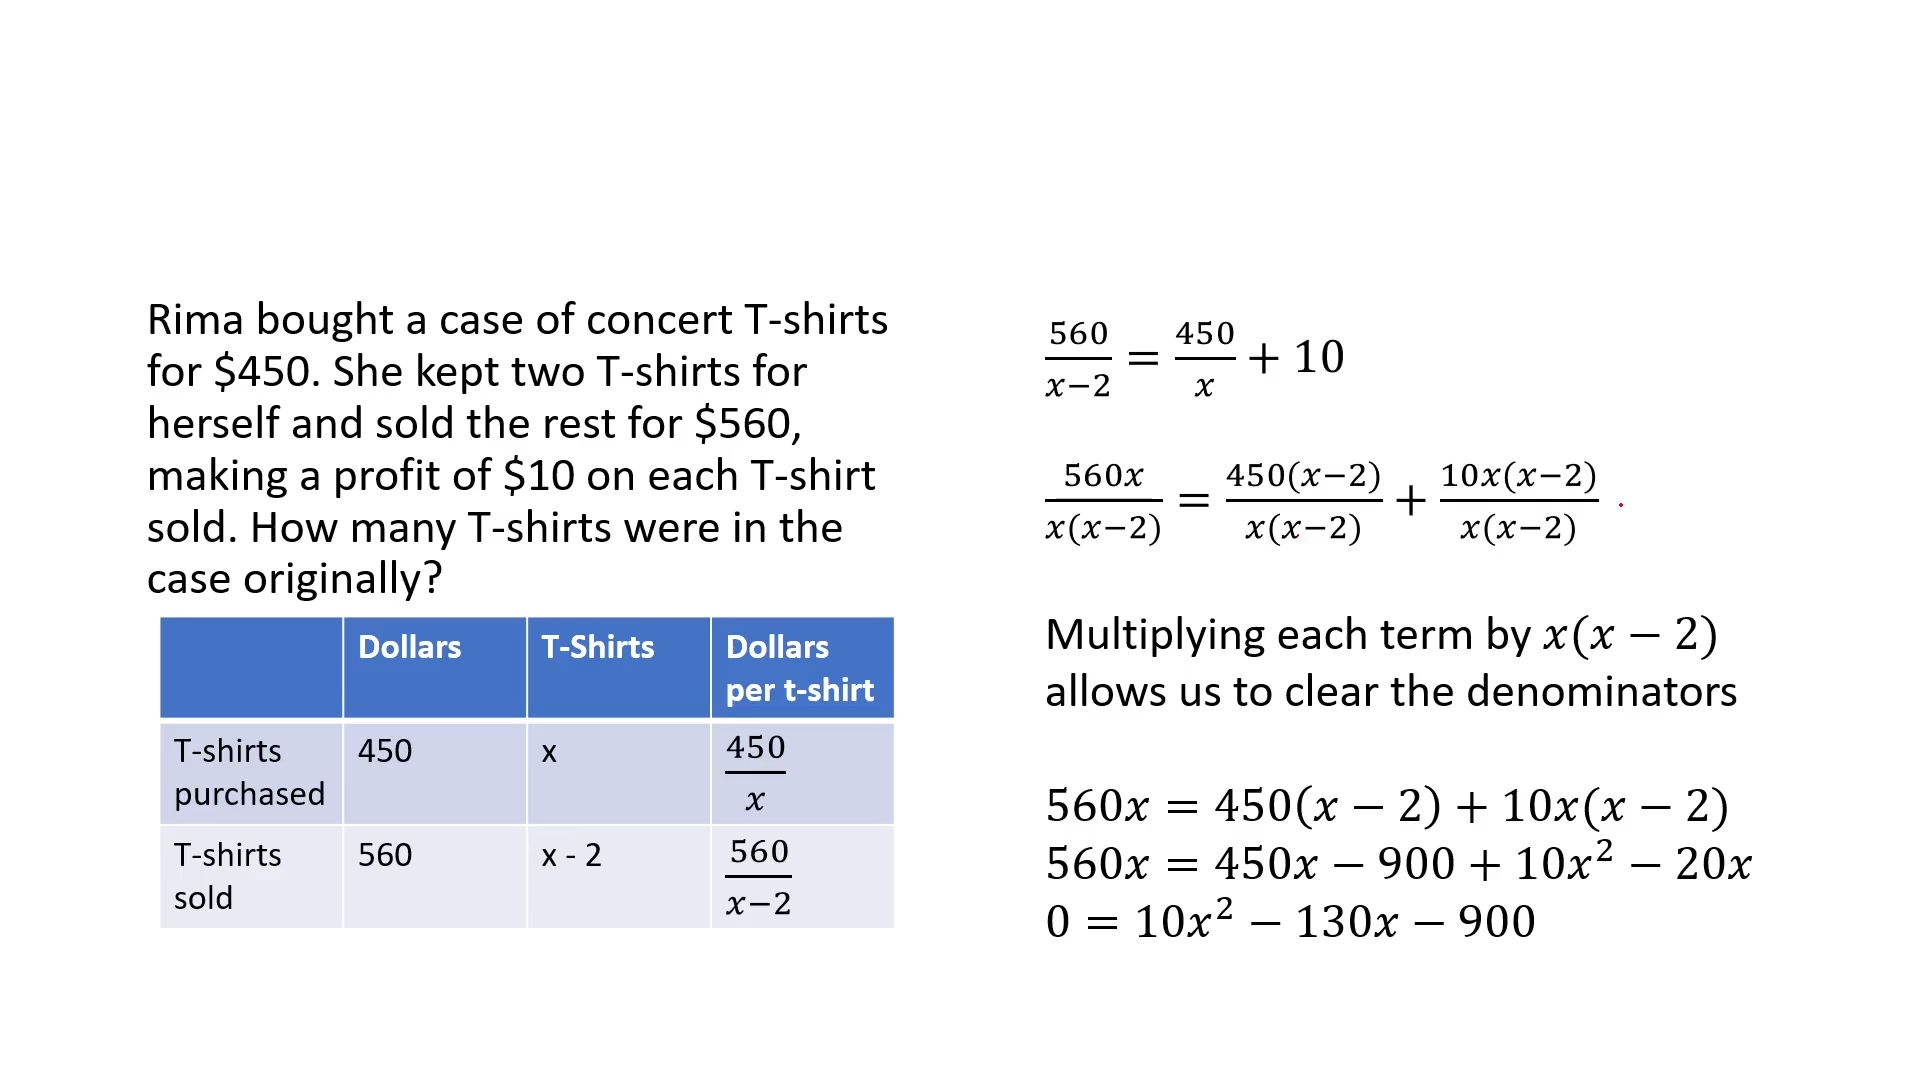 Rima bought a case of concert T-shirts
for $450. She kept two T-shirts for
herself and sold the rest for $560,
making a profit of $10 on each T-shirt
sold. How many T-shirts were in the
case originally?
Dollars T-Shirts Dollars per t-shirt
T-shirts purchased 450 x 450/x
T-shirts sold 560 x - 2 560/(x−2)
560/(x−2) = 450/x + 10
560x/(x(x−2)) = 450(x−2)/(x(x−2)) + 10x(x−2)/(x(x−2))
Multiplying each term by x(x − 2)
allows us to clear the denominators
560x = 450(x − 2) + 10x(x − 2)
560x = 450x − 900 + 10x² − 20x
0 = 10x² − 130x − 900